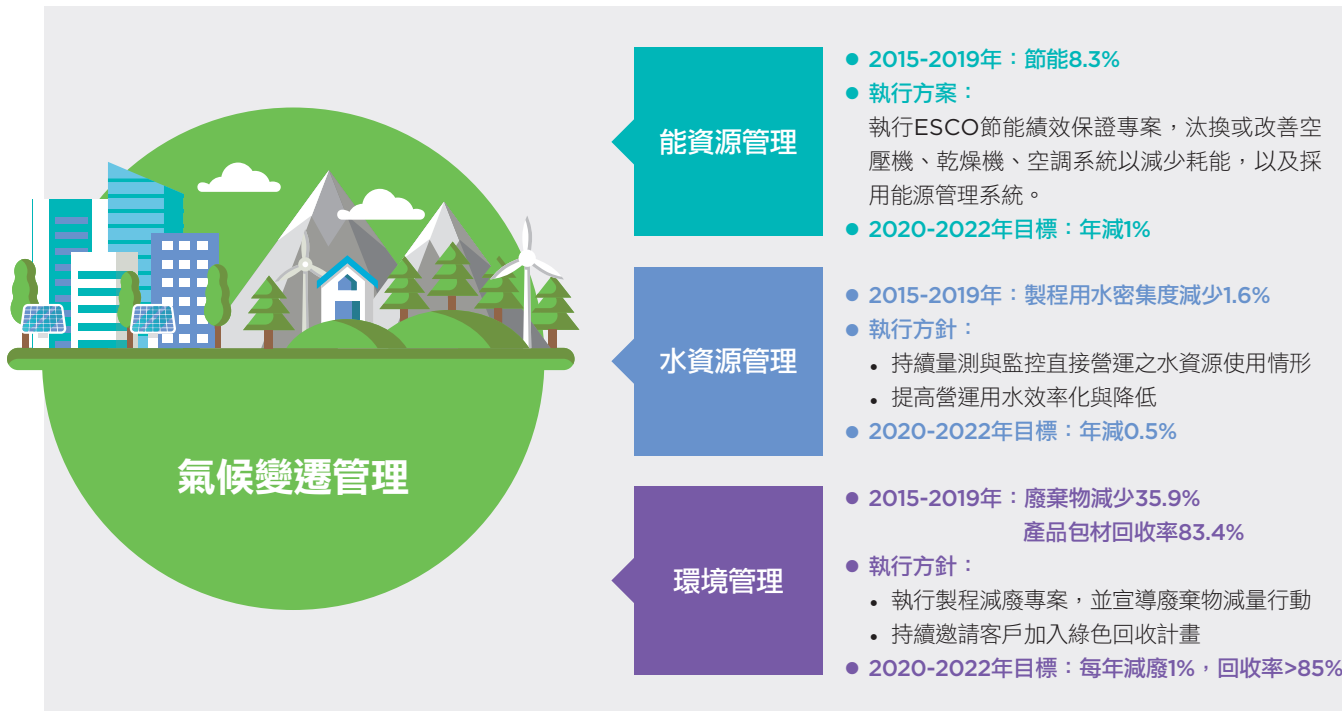 氣候變遷管理
能資源管理
2015-2019年：節能8.3%
執行方案：
執行ESCO節能績效保證專案，汰換或改善空
壓機、乾燥機、空調系統以減少耗能，以及採
用能源管理系統。
2020-2022年目標：年減1%
水資源管理
2015-2019年：製程用水密集度減少1.6%
執行方針：
持續量測與監控直接營運之水資源使用情形
提高營運用水效率化與降低
2020-2022年目標：年減0.5%
環境管理
2015-2019年：廢棄物減少35.9%
產品包材回收率83.4%
執行方針：
執行製程減廢專案，並宣導廢棄物減量行動
持續邀請客戶加入綠色回收計畫
2020-2022年目標：每年減廢1%，回收率>85%